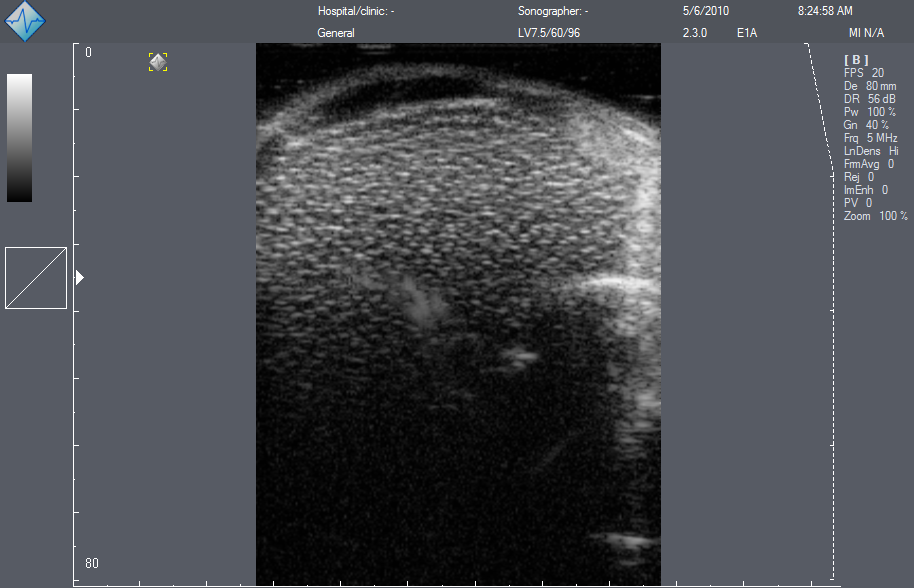 Hospital/clinic: - Sonographer: - 5/6/2010 8:24:58 AM
General LV7.5/60/96 2.3.0 E1A MI N/A
0
[ B ]
FPS 20
De 80 mm
DR 56 dB
Pw 100 %
Gn 40 %
Frq 5 MHz
LnDens Hi
FrmAvg 0
Rej 0
ImEnh 0
PV 0
Zoom 100 %
80